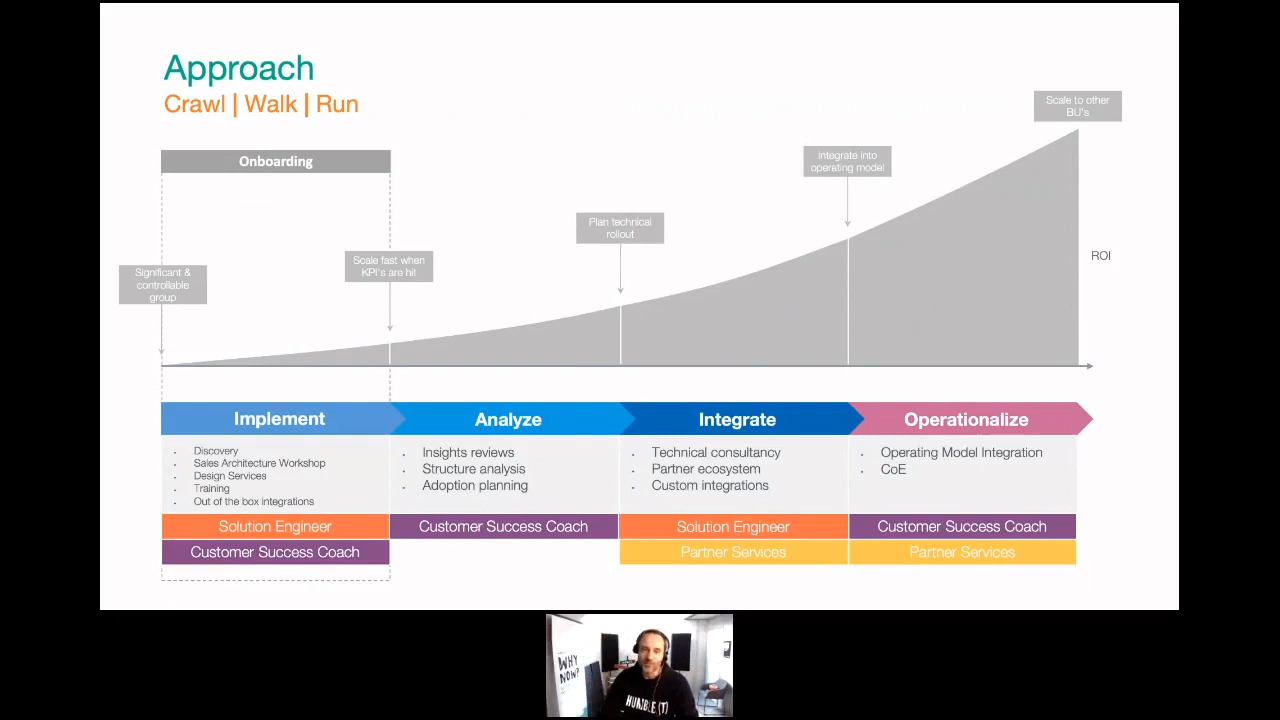 Approach
Crawl | Walk | Run
Onboarding
Significant &
controllable
group
Scale fast when
KPI's are hit
Plan technical
rollout
Integrate into
operating model
Scale to other
BU's
ROI
Implement
Analyze
Integrate
Operationalize
Discovery
Sales Architecture Workshop
Design Services
Training
Out of the box integrations
Insights reviews
Structure analysis
Adoption planning
Technical consultancy
Partner ecosystem
Custom integrations
Operating Model Integration
CoE
Solution Engineer
Customer Success Coach
Customer Success Coach
Solution Engineer
Partner Services
Customer Success Coach
Partner Services
WHY
NOW?